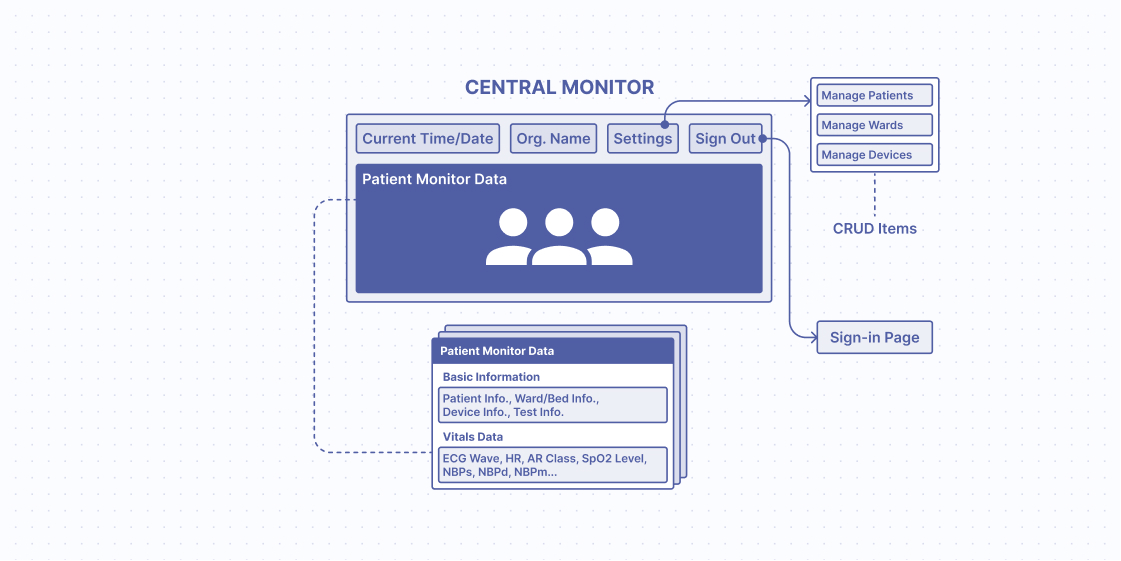 CENTRAL MONITOR
Current Time/Date
Org. Name
Settings
Sign Out
Patient Monitor Data
Manage Patients
Manage Wards
Manage Devices
CRUD Items
Sign-in Page
Patient Monitor Data
Basic Information
Patient Info., Ward/Bed Info.,
Device Info., Test Info.
Vitals Data
ECG Wave, HR, AR Class, SpO2 Level,
NBPs, NBPd, NBPm...